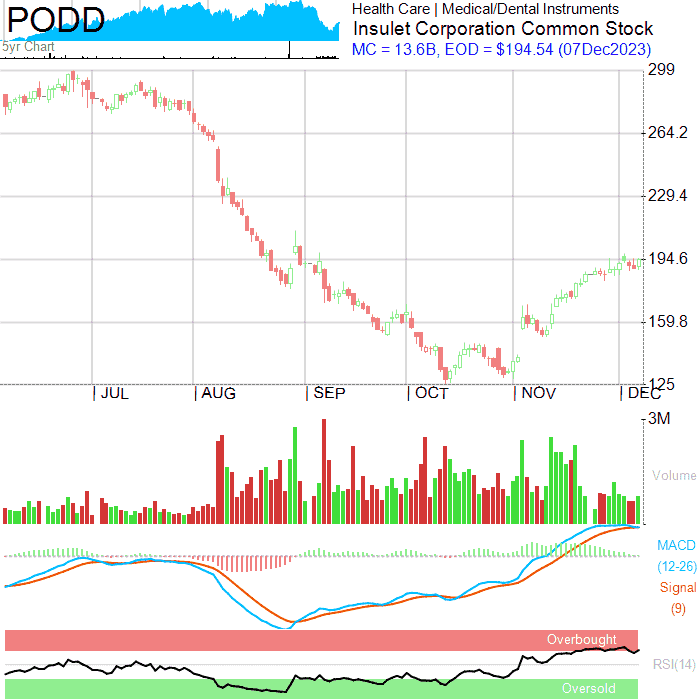 PODD
5yr Chart
Health Care | Medical/Dental Instruments
Insulet Corporation Common Stock
MC = 13.6B, EOD = $194.54 (07Dec2023)
299
264.2
229.4
194.6
159.8
125
JUL AUG SEP OCT NOV DEC
3M
Volume
MACD
(12-26)
Signal
(9)
Overbought
RSI(14)
Oversold